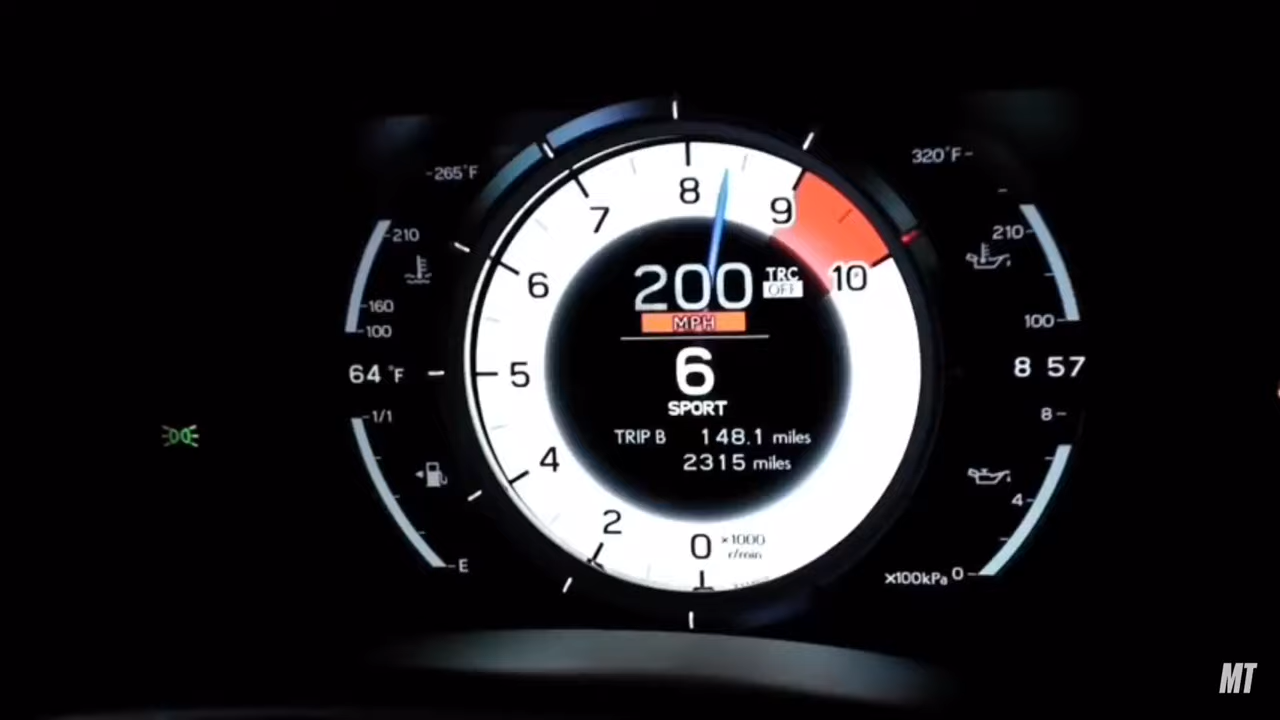 265°F
320°F
8
7
9
210
210
6
200
TRC
OFF
10
160
MPH
100
100
64°F
5
6
8 57
SPORT
1/1
8
TRIP B 148.1 miles
4
2315 miles
4
2
0
×1000
r/min
E
×100kPa 0
MT